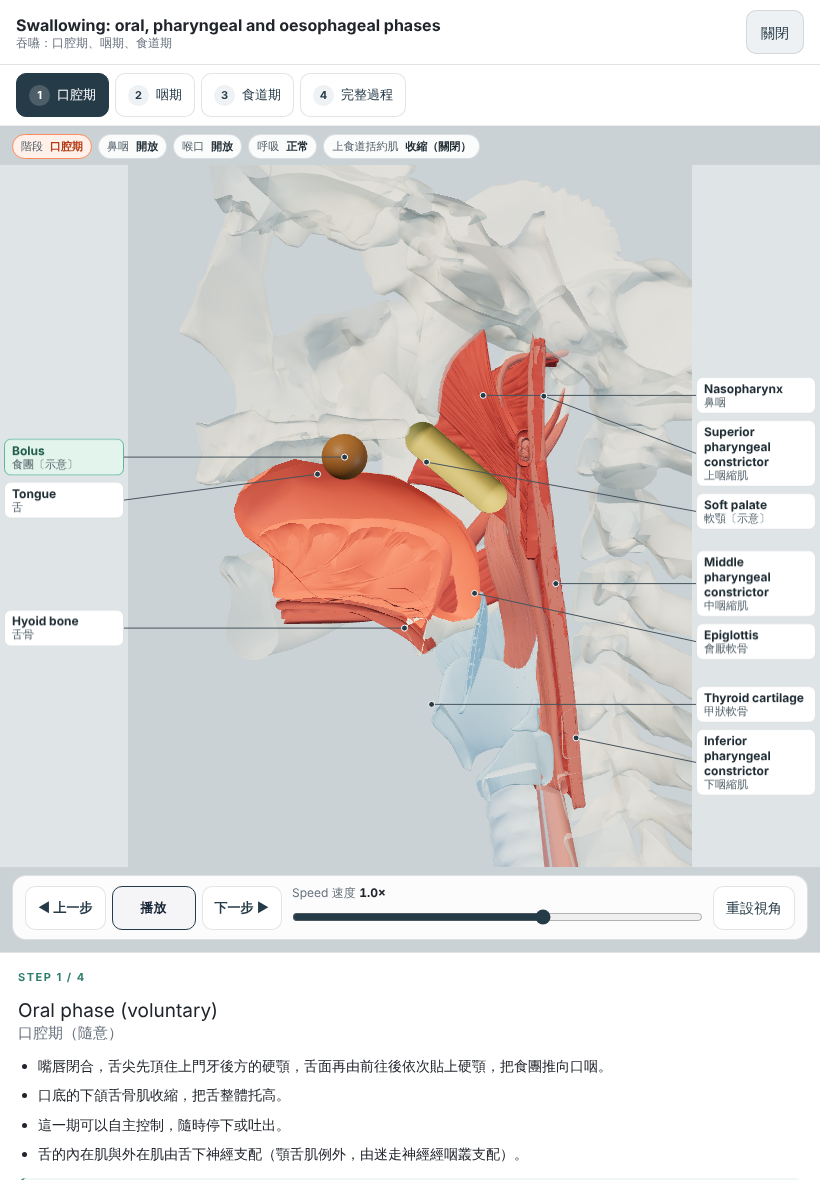 Swallowing: oral, pharyngeal and oesophageal phases
吞嚥：口腔期、咽期、食道期
關閉
1 口腔期
2 咽期
3 食道期
4 完整過程
階段 口腔期
鼻咽 開放
喉口 開放
呼吸 正常
上食道括約肌 收縮（關閉）
Bolus
食團〔示意〕
Tongue
舌
Hyoid bone
舌骨
Nasopharynx
鼻咽
Superior
pharyngeal
constrictor
上咽縮肌
Soft palate
軟顎〔示意〕
Middle
pharyngeal
constrictor
中咽縮肌
Epiglottis
會厭軟骨
Thyroid cartilage
甲狀軟骨
Inferior
pharyngeal
constrictor
下咽縮肌
◀ 上一步
播放
下一步 ▶
Speed 速度 1.0×
重設視角
STEP 1 / 4
Oral phase (voluntary)
口腔期（隨意）
• 嘴唇閉合，舌尖先頂住上門牙後方的硬顎，舌面再由前往後依次貼上硬顎，把食團推向口咽。
• 口底的下頜舌骨肌收縮，把舌整體托高。
• 這一期可以自主控制，隨時停下或吐出。
• 舌的內在肌與外在肌由舌下神經支配（顎舌肌例外，由迷走神經經咽叢支配）。